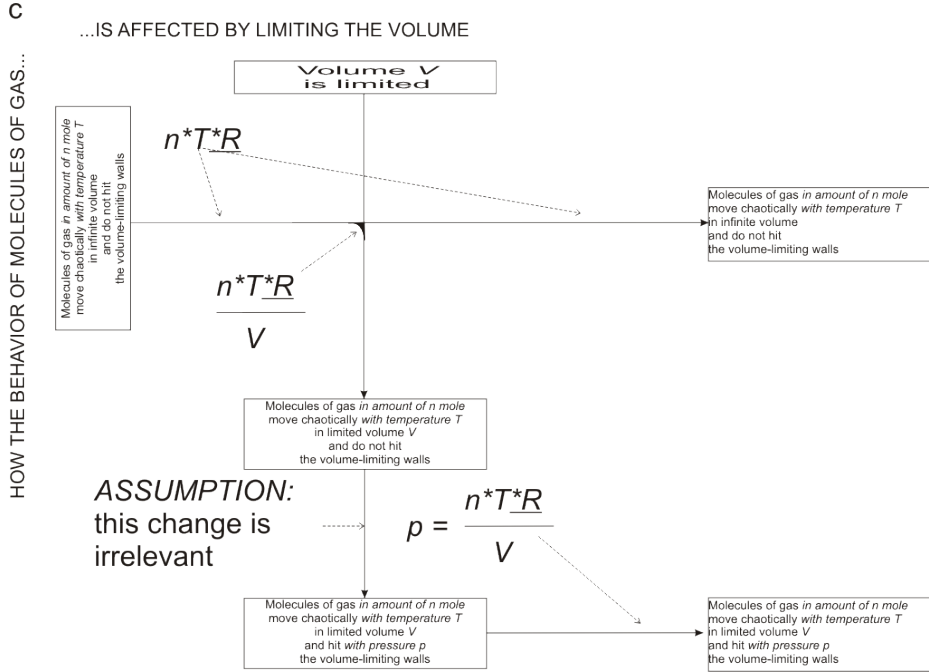 C
...IS AFFECTED BY LIMITING THE VOLUME
HOW THE BEHAVIOR OF MOLECULES OF GAS...
Volume V
is limited
Molecules of gas in amount of n mole
move chaotically with temperature T
in infinite volume
and do not hit
the volume-limiting walls
n*T*R
Molecules of gas in amount of n mole
move chaotically with temperature T
in infinite volume
and do not hit
the volume-limiting walls
n*T*R
V
Molecules of gas in amount of n mole
move chaotically with temperature T
in limited volume V
and do not hit
the volume-limiting walls
ASSUMPTION:
this change is
irrelevant
n*T*R
p =
V
Molecules of gas in amount of n mole
move chaotically with temperature T
in limited volume V
and hit with pressure p
the volume-limiting walls
Molecules of gas in amount of n mole
move chaotically with temperature T
in limited volume V
and hit with pressure p
the volume-limiting walls